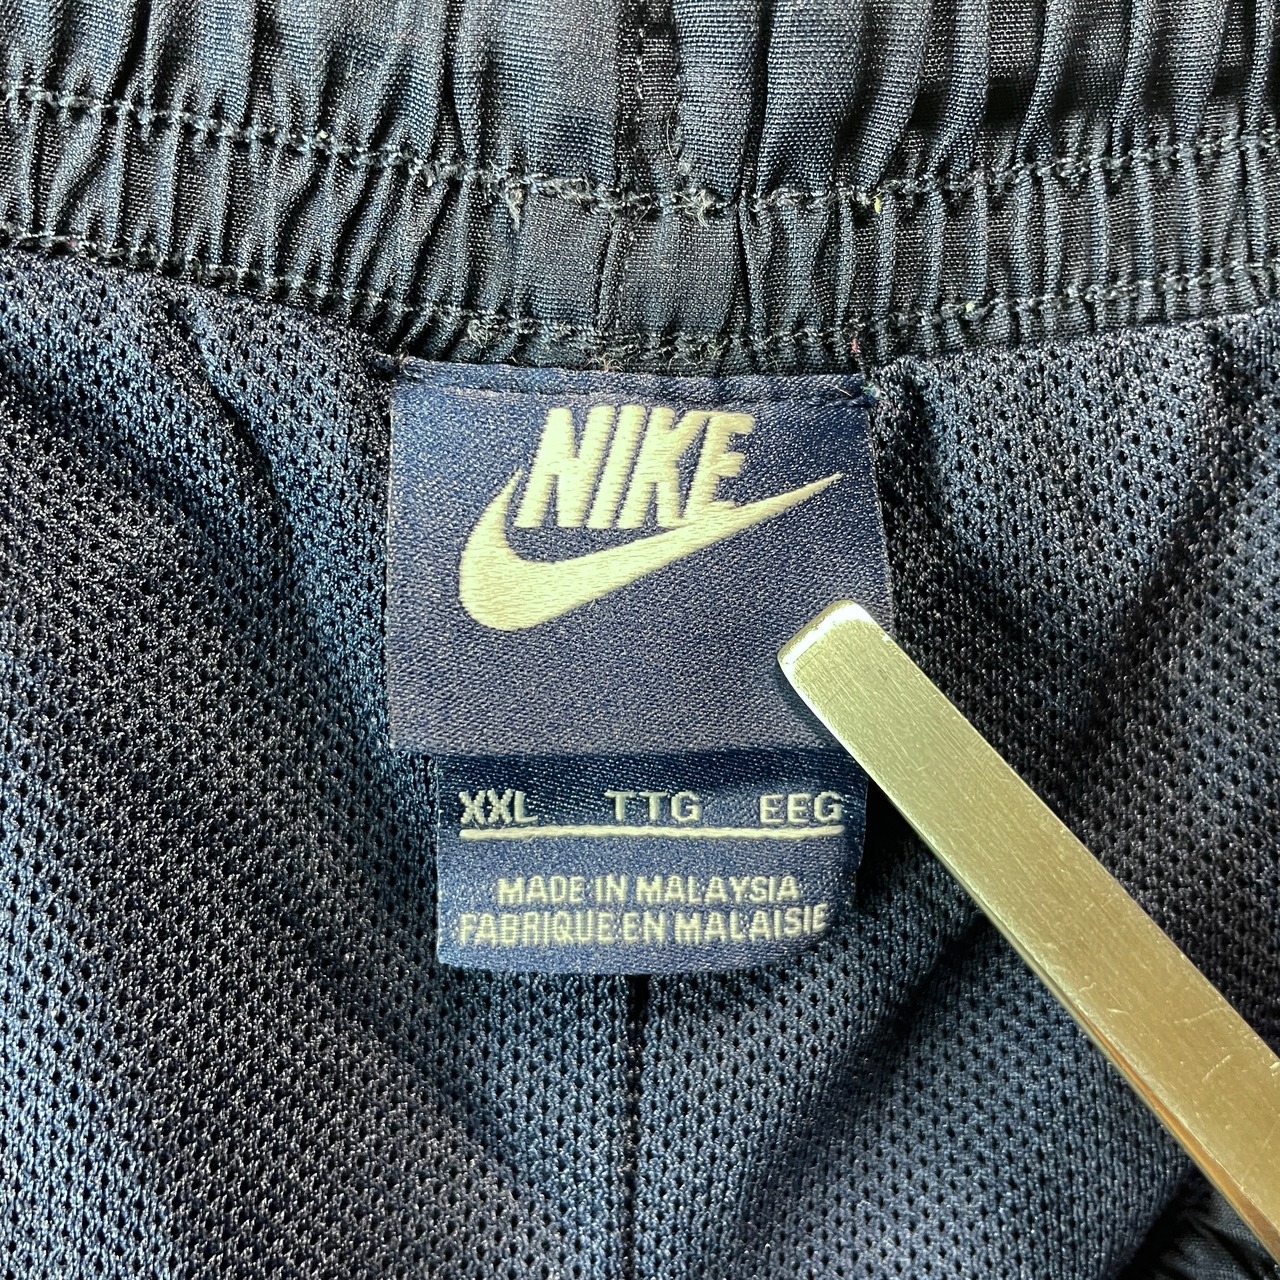 NIKE
XXL TTG EEG
MADE IN MALAYSIA
FABRIQUE EN MALAISIE